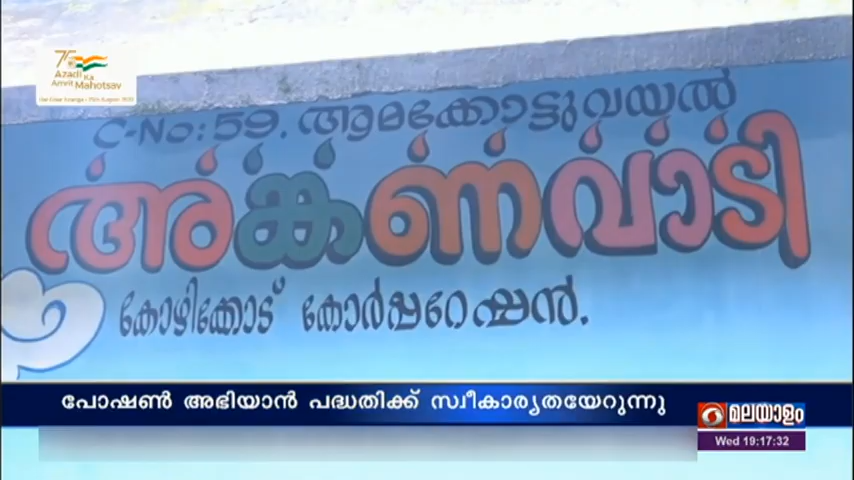 75
Azadi Ka
Amrit Mahotsav
C-No:59. ആമക്കോട്ടുവയൽ
അങ്കണവാടി
കോഴിക്കോട് കോർപ്പറേഷൻ.
പോഷൺ അഭിയാൻ പദ്ധതിക്ക് സ്വീകാര്യതയേറുന്നു
മലയാളം
Wed 19:17:32